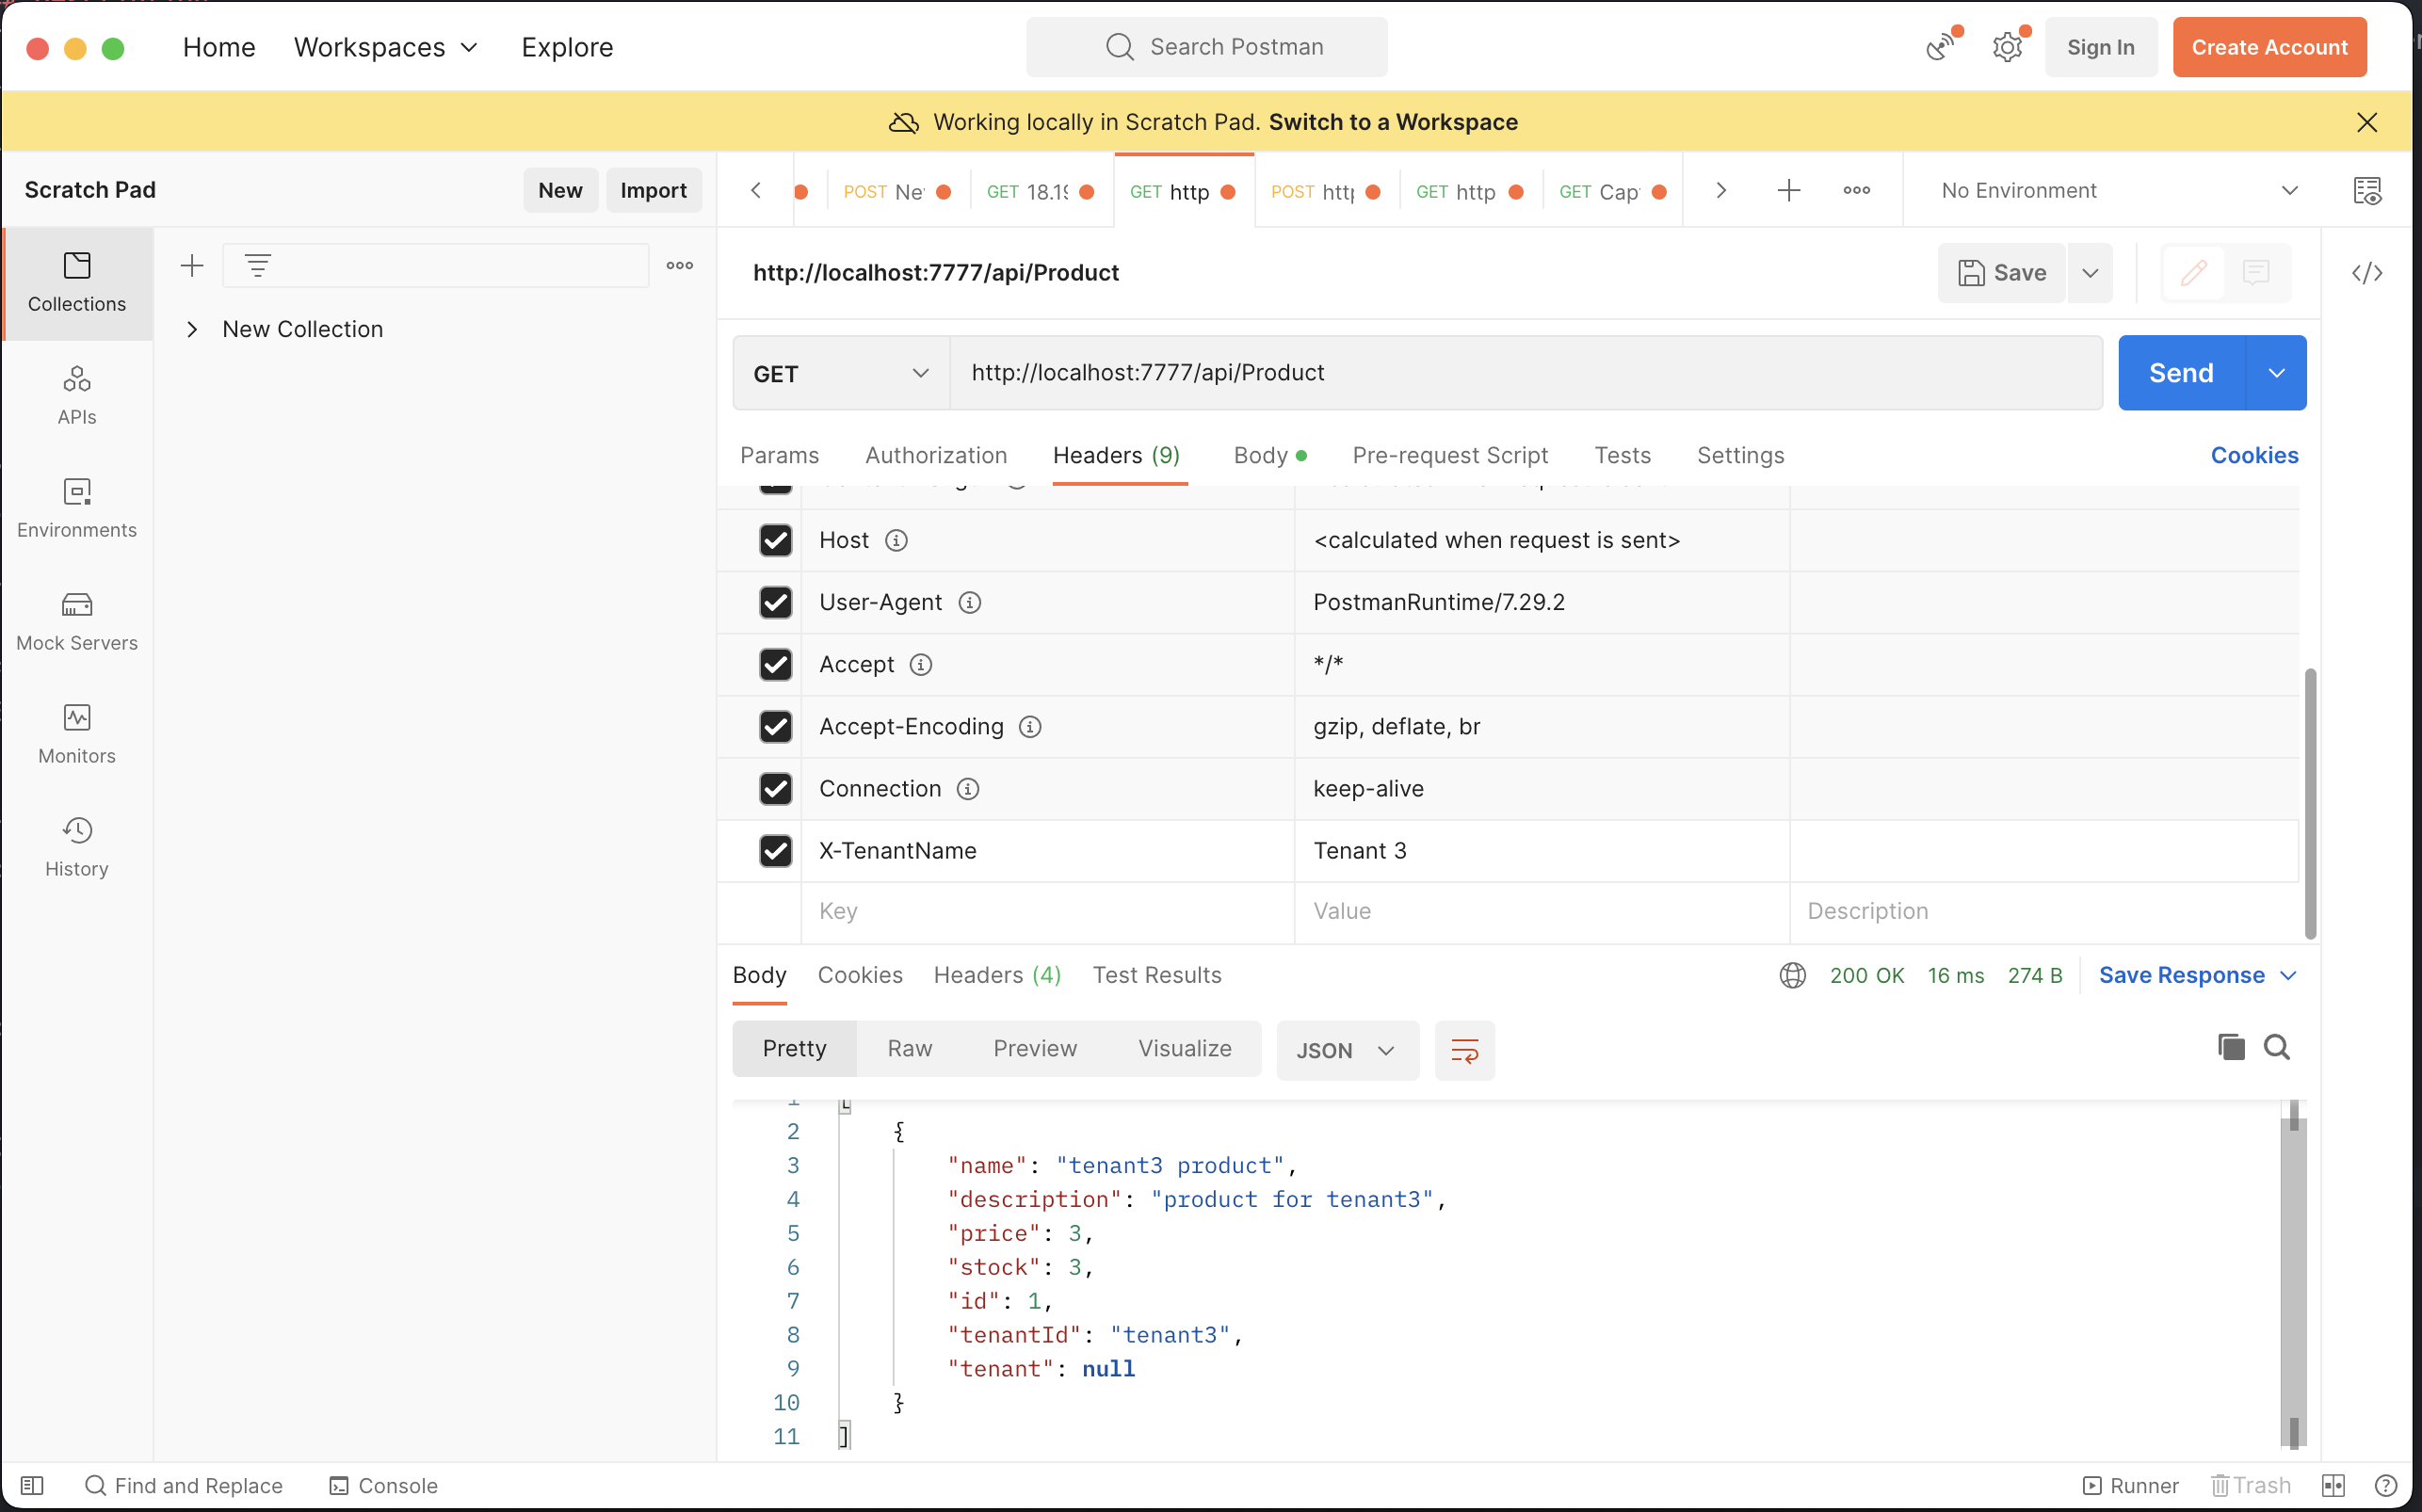 Home Workspaces Explore Search Postman Sign In Create Account
Working locally in Scratch Pad. Switch to a Workspace
Scratch Pad New Import POST GET 18.19 GET http POST http GET http GET Cap No Environment
Collections
APIs
Environments
Mock Servers
Monitors
History
New Collection
http://localhost:7777/api/Product Save
GET http://localhost:7777/api/Product Send
Params Authorization Headers (9) Body Pre-request Script Tests Settings Cookies
Host <calculated when request is sent>
User-Agent PostmanRuntime/7.29.2
Accept */*
Accept-Encoding gzip, deflate, br
Connection keep-alive
X-TenantName Tenant 3
Key Value Description
Body Cookies Headers (4) Test Results 200 OK 16 ms 274 B Save Response
Pretty Raw Preview Visualize JSON
1 [
2 {
3 "name": "tenant3 product",
4 "description": "product for tenant3",
5 "price": 3,
6 "stock": 3,
7 "id": 1,
8 "tenantId": "tenant3",
9 "tenant": null
10 }
11 ]
Find and Replace Console Runner Trash